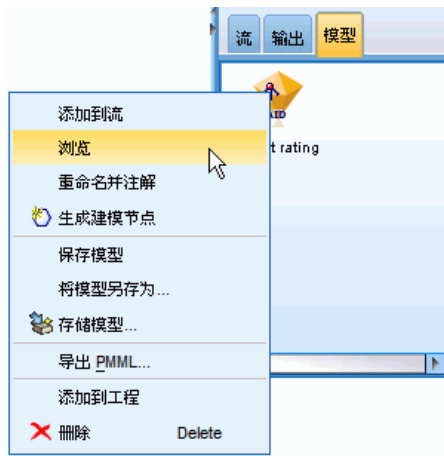 流 输出 模型
t rating
添加到流
浏览
重命名并注解
生成建模节点
保存模型
将模型另存为...
存储模型...
导出 PMML...
添加到工程
删除 Delete